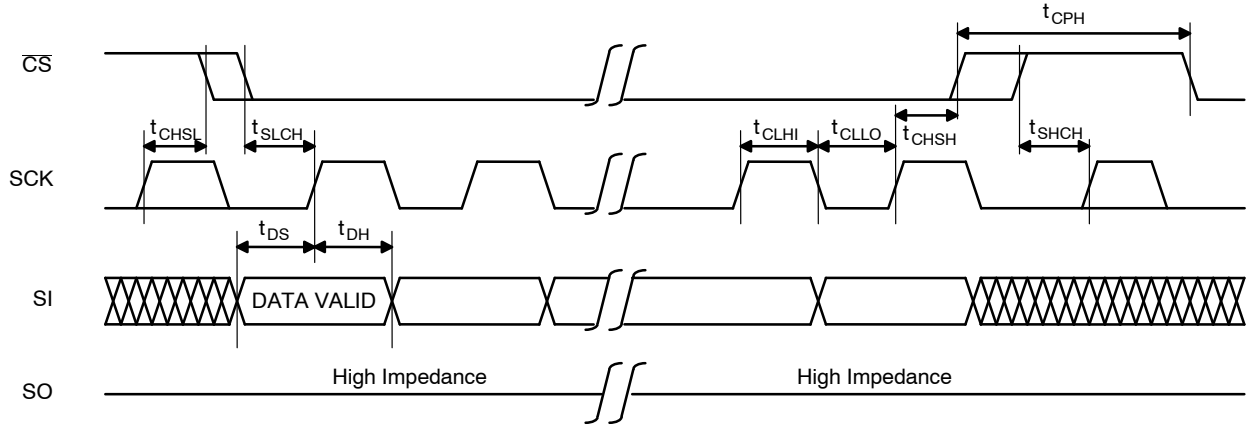 tCPH
CS
tCHSL
tSLCH
tCLHI
tCLLO
tCHSH
tSHCH
SCK
tDS
tDH
SI
DATA VALID
High Impedance
High Impedance
SO